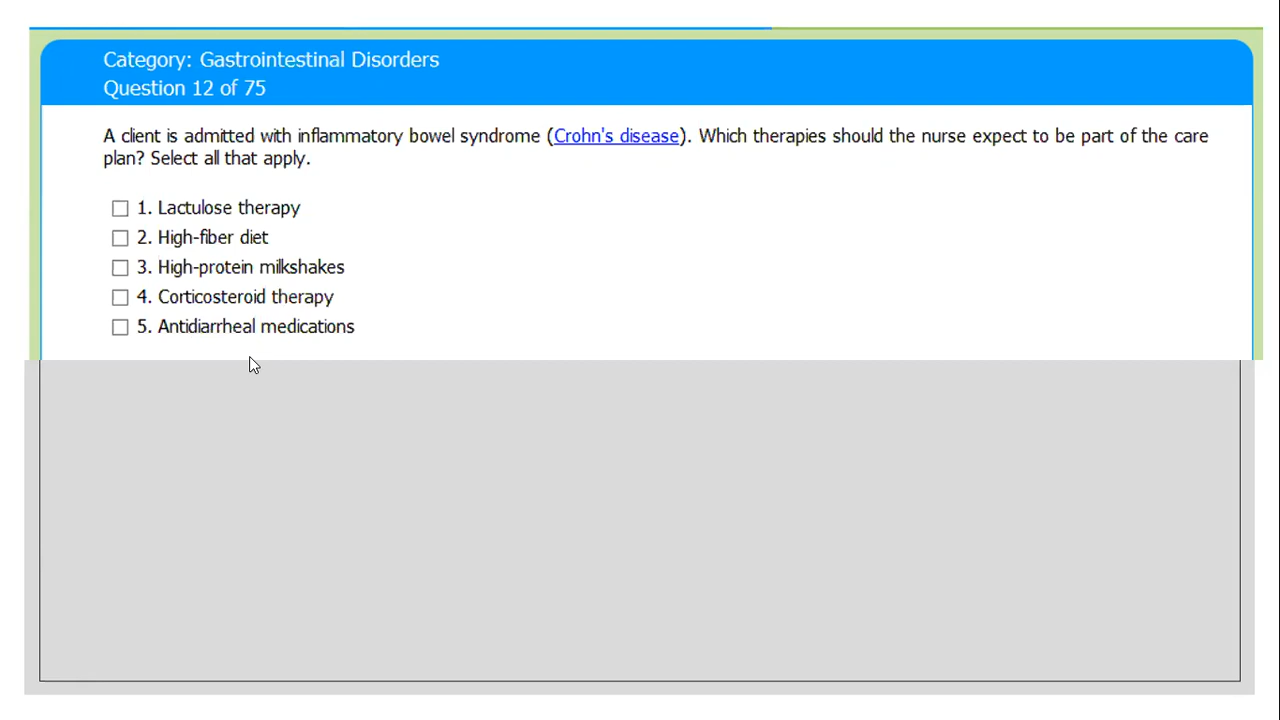 Category: Gastrointestinal Disorders
Question 12 of 75
A client is admitted with inflammatory bowel syndrome (Crohn's disease). Which therapies should the nurse expect to be part of the care
plan? Select all that apply.
1. Lactulose therapy
2. High-fiber diet
3. High-protein milkshakes
4. Corticosteroid therapy
5. Antidiarrheal medications